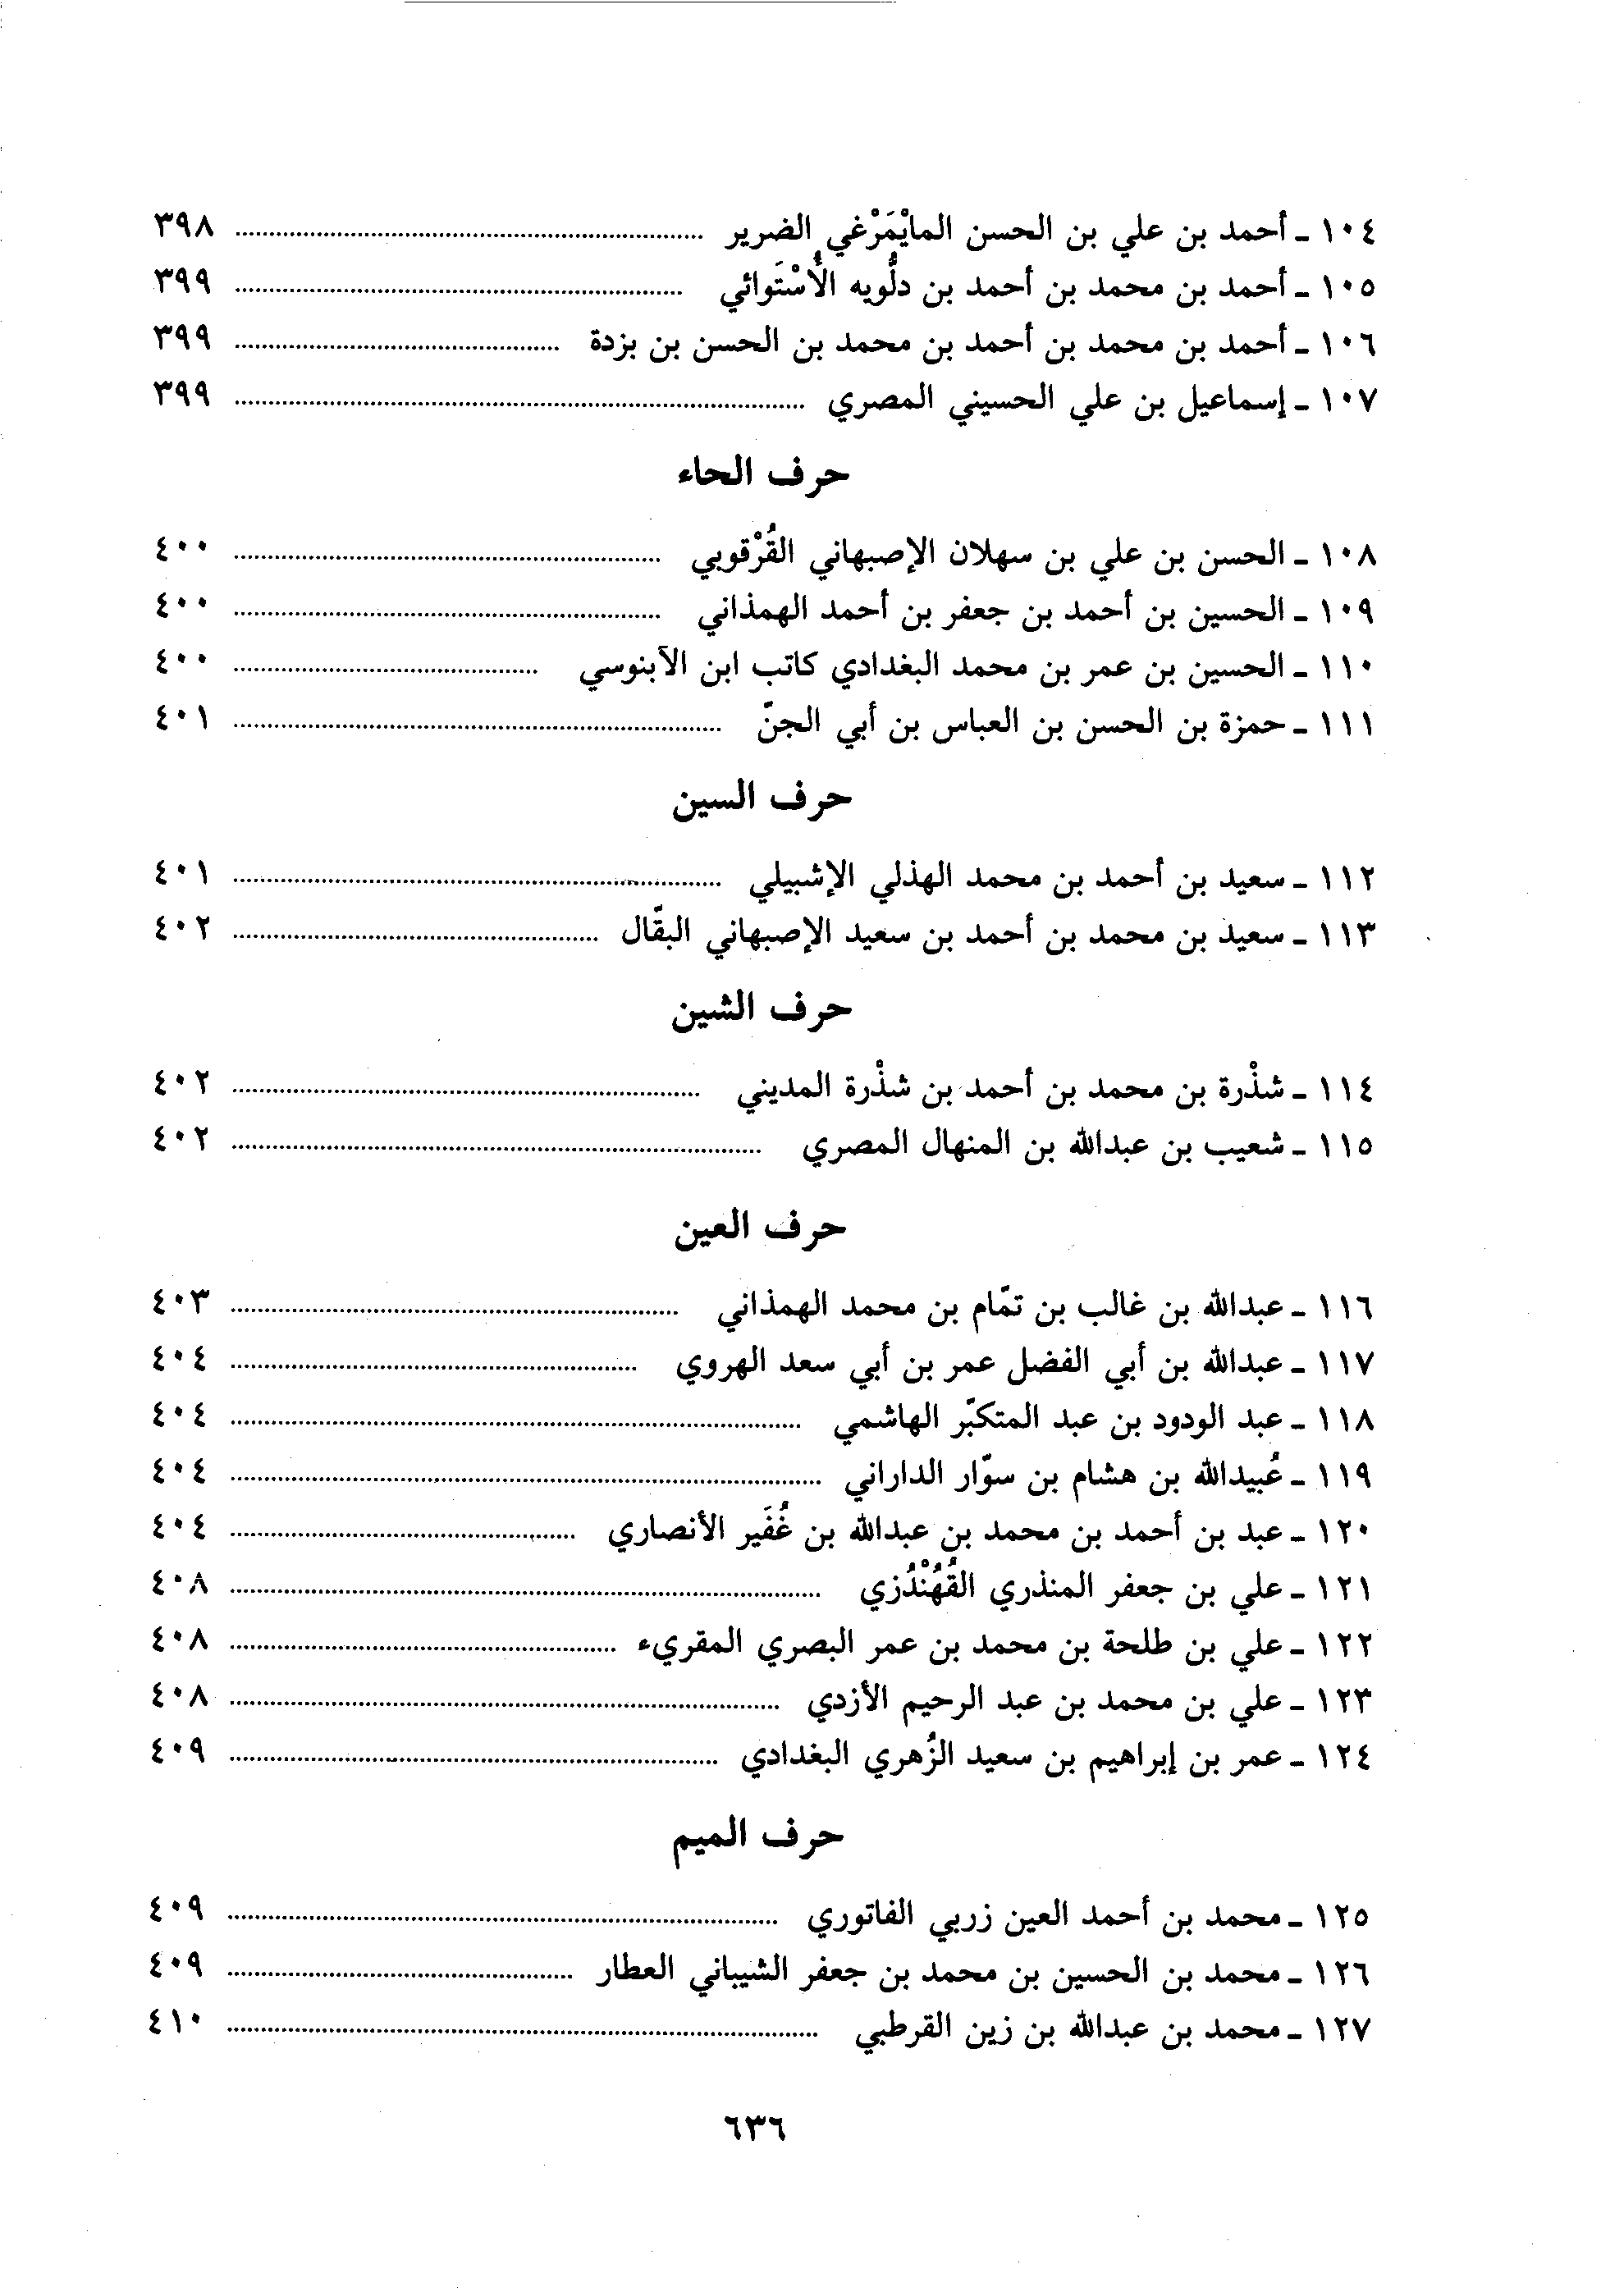 ١٠٤ ـ أحمد بن علي بن الحسن المايْمَرْغي الضرير ........ ٣٩٨
١٠٥ ـ أحمد بن محمد بن أحمد بن دلُّويه الأُسْتَوائي ........ ٣٩٩
١٠٦ ـ أحمد بن محمد بن أحمد بن محمد بن الحسن بن بزدة ........ ٣٩٩
١٠٧ ـ إسماعيل بن علي الحسيني المصري ........ ٣٩٩
حرف الحاء
١٠٨ ـ الحسن بن علي بن سهلان الإصبهاني القُرْقوبي ........ ٤٠٠
١٠٩ ـ الحسين بن أحمد بن جعفر بن أحمد الهمذاني ........ ٤٠٠
١١٠ ـ الحسين بن عمر بن محمد البغدادي كاتب ابن الآبنوسي ........ ٤٠٠
١١١ ـ حمزة بن الحسن بن العباس بن أبي الجنّ ........ ٤٠١
حرف السين
١١٢ ـ سعيد بن أحمد بن محمد الهذلي الإشبيلي ........ ٤٠١
١١٣ ـ سعيد بن محمد بن أحمد بن سعيد الإصبهاني البقّال ........ ٤٠٢
حرف الشين
١١٤ ـ شذْرة بن محمد بن أحمد بن شذْرة المديني ........ ٤٠٢
١١٥ ـ شعيب بن عبدالله بن المنهال المصري ........ ٤٠٢
حرف العين
١١٦ ـ عبدالله بن غالب بن تمّام بن محمد الهمذاني ........ ٤٠٣
١١٧ ـ عبدالله بن أبي الفضل عمر بن أبي سعد الهروي ........ ٤٠٤
١١٨ ـ عبد الودود بن عبد المتكبّر الهاشمي ........ ٤٠٤
١١٩ ـ عُبيدالله بن هشام بن سوّار الداراني ........ ٤٠٤
١٢٠ ـ عبد بن أحمد بن محمد بن عبدالله بن غُفَير الأنصاري ........ ٤٠٤
١٢١ ـ علي بن جعفر المنذري القُهُنْدُزي ........ ٤٠٨
١٢٢ ـ علي بن طلحة بن محمد بن عمر البصري المقريء ........ ٤٠٨
١٢٣ ـ علي بن محمد بن عبد الرحيم الأزدي ........ ٤٠٨
١٢٤ ـ عمر بن إبراهيم بن سعيد الزُهري البغدادي ........ ٤٠٩
حرف الميم
١٢٥ ـ محمد بن أحمد العين زربي الفاتوري ........ ٤٠٩
١٢٦ ـ محمد بن الحسين بن محمد بن جعفر الشيباني العطار ........ ٤٠٩
١٢٧ ـ محمد بن عبدالله بن زين القرطبي ........ ٤١٠
٦٣٦